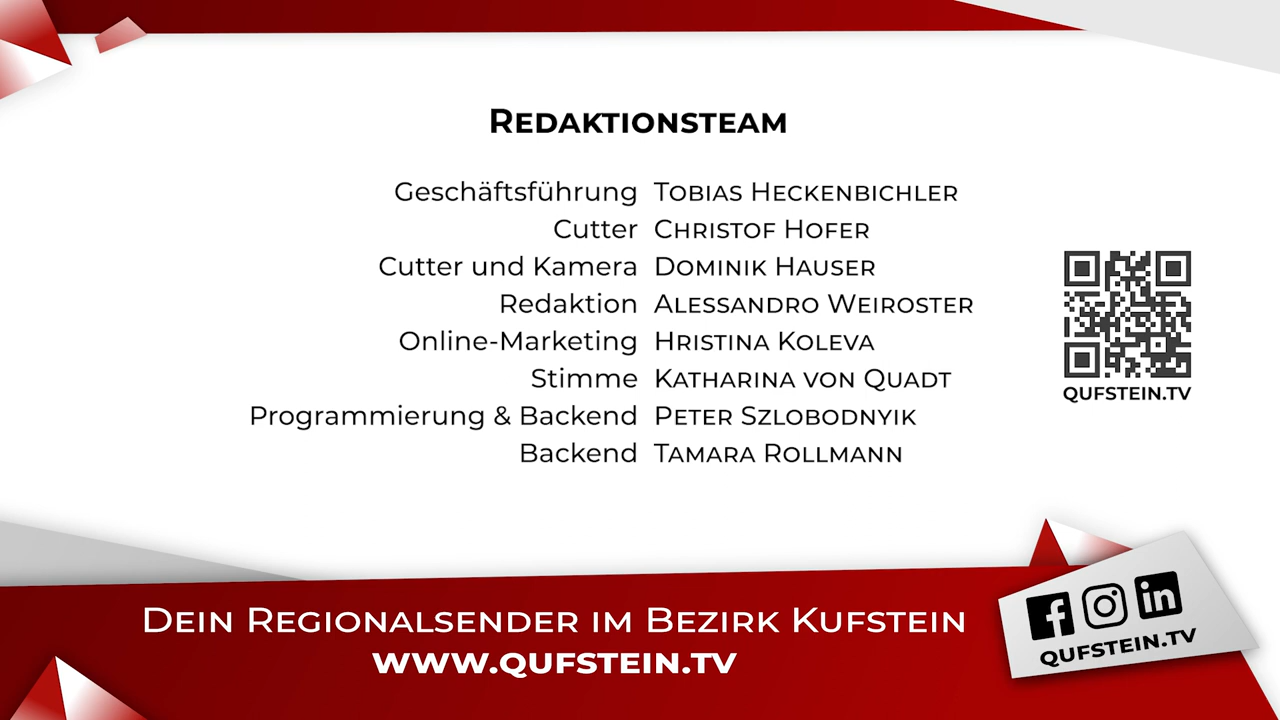 REDAKTIONSTEAM
Geschäftsführung TOBIAS HECKENBICHLER
Cutter CHRISTOF HOFER
Cutter und Kamera DOMINIK HAUSER
Redaktion ALESSANDRO WEIROSTER
Online-Marketing HRISTINA KOLEVA
Stimme KATHARINA VON QUADT
Programmierung & Backend PETER SZLOBODNYIK
Backend TAMARA ROLLMANN
QUFSTEIN.TV
DEIN REGIONALSENDER IM BEZIRK KUFSTEIN
WWW.QUFSTEIN.TV
f in
QUFSTEIN.TV